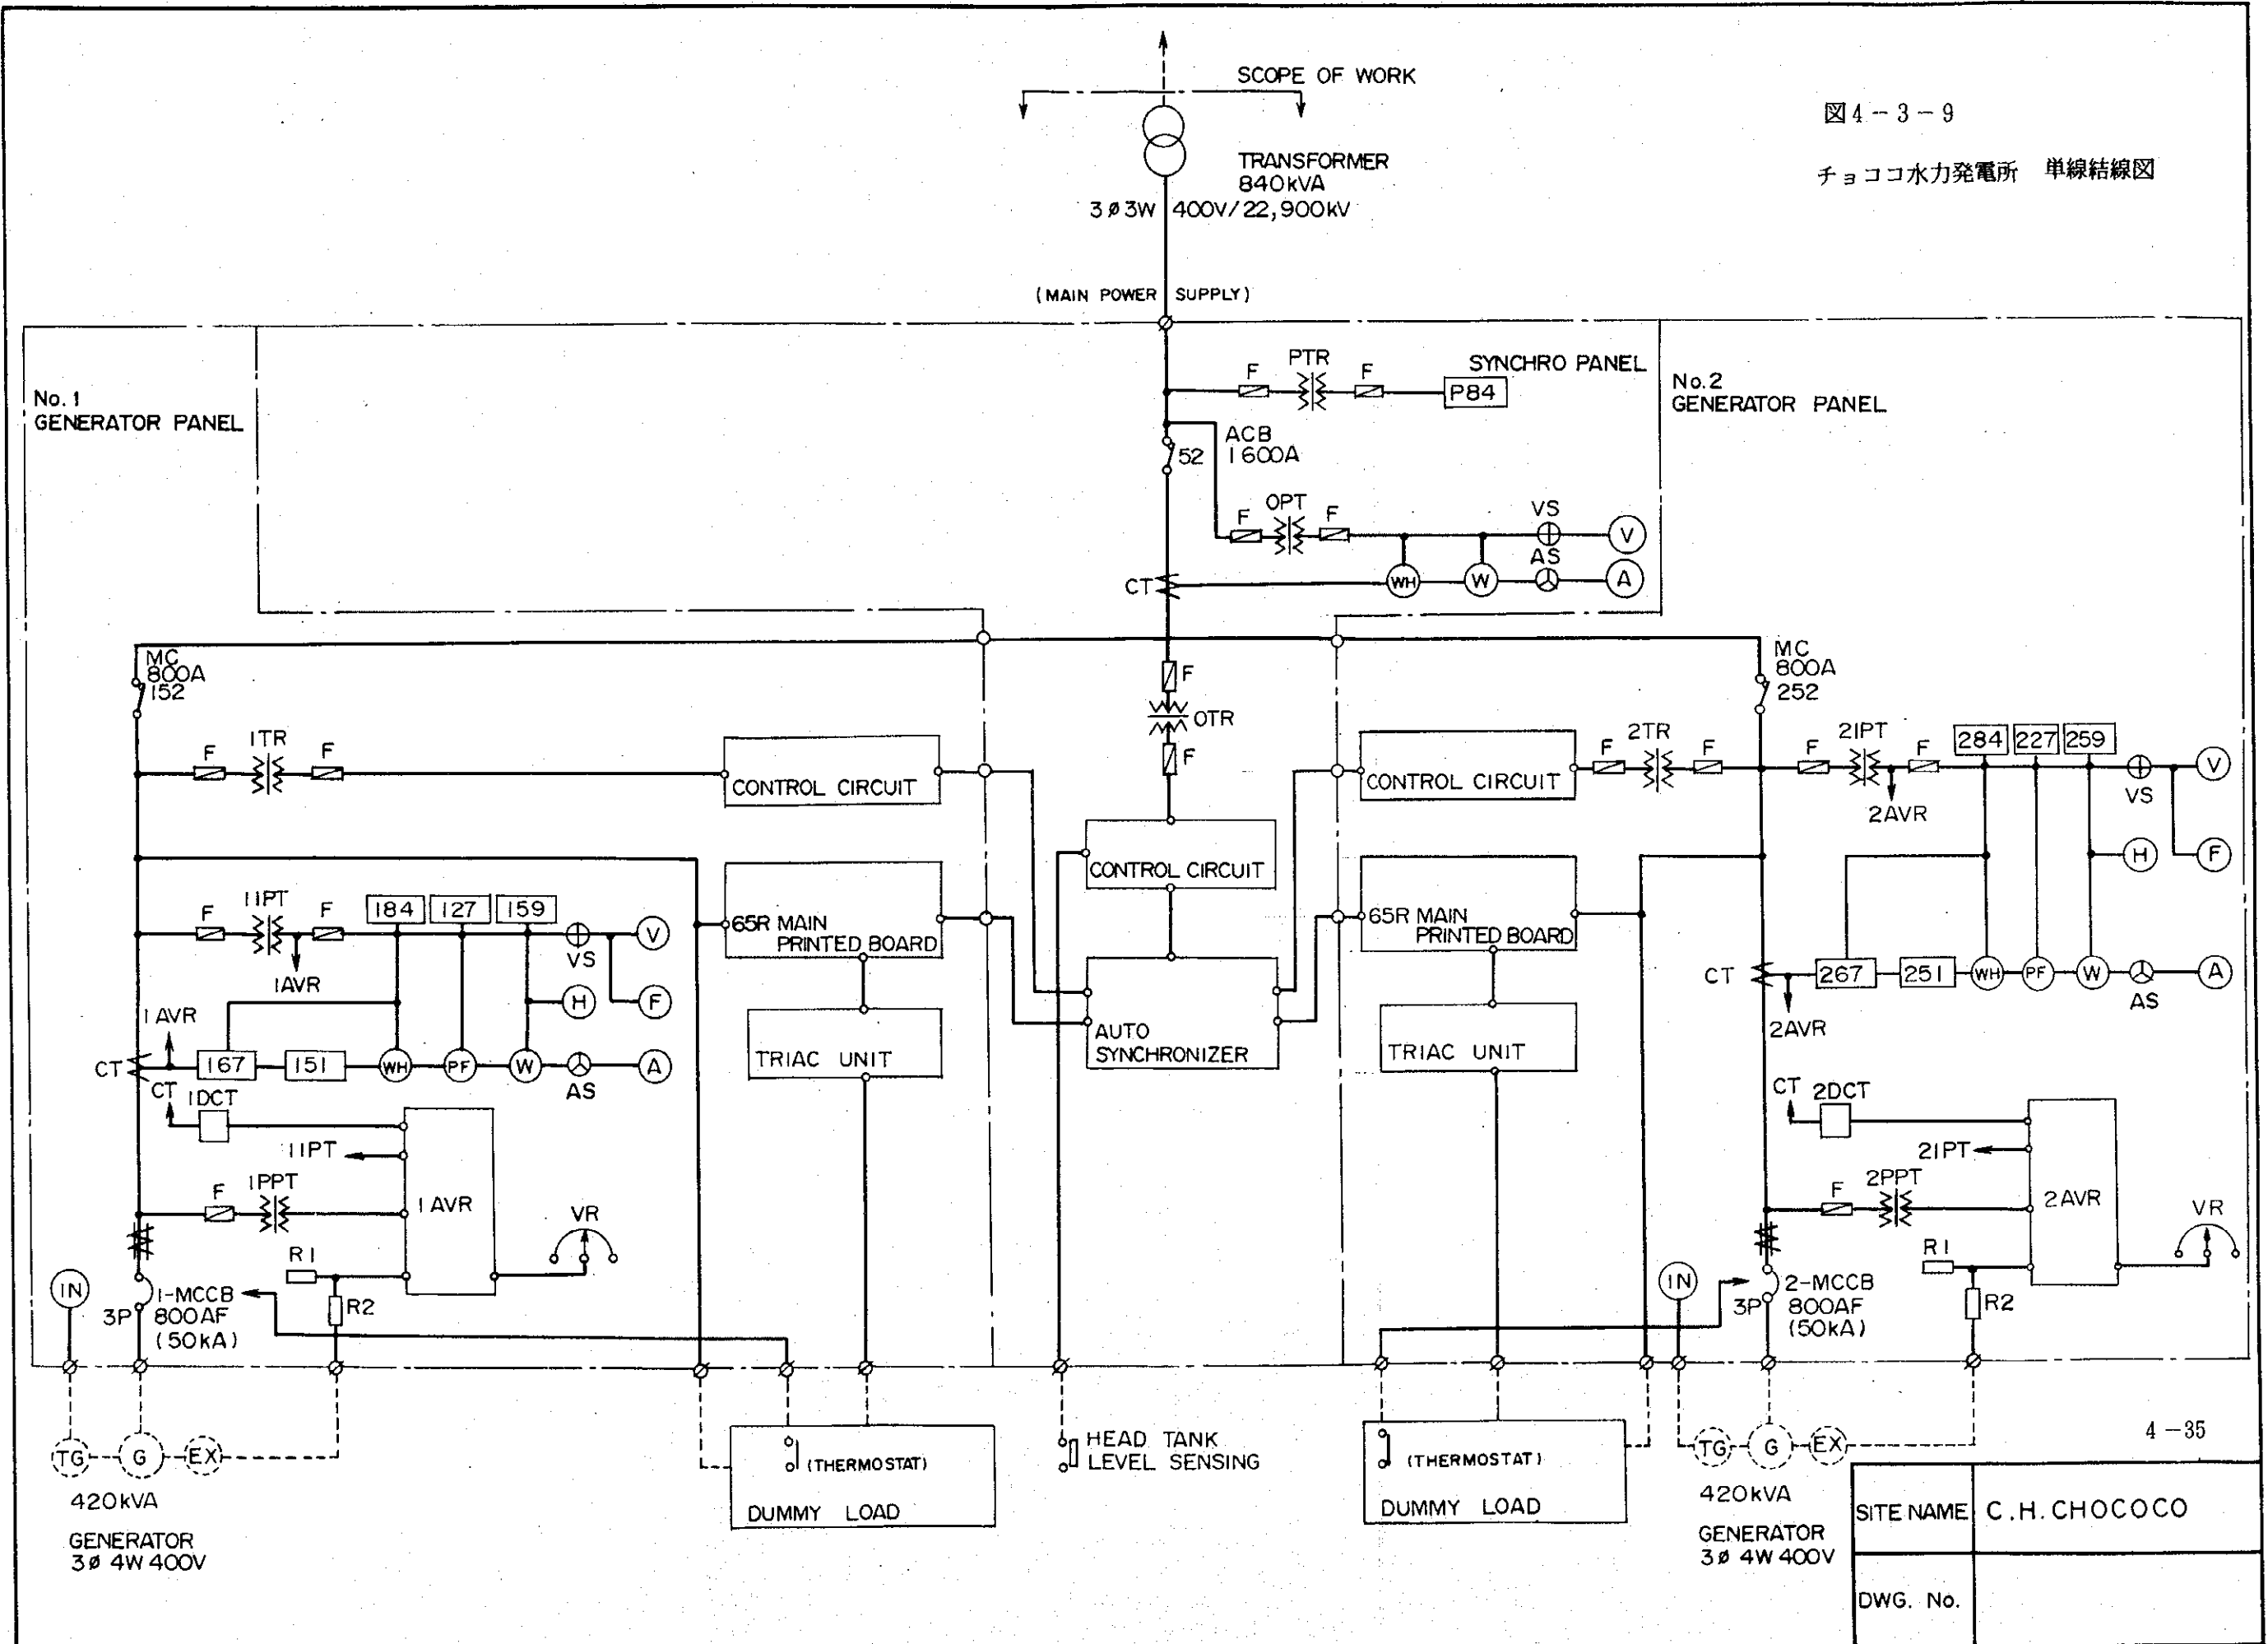 SCOPE OF WORK
図4-3-9
チョココ水力発電所 単線結線図
TRANSFORMER
840kVA
3ø3W 400V/22,900kV
(MAIN POWER SUPPLY)
No.1
GENERATOR PANEL
SYNCHRO PANEL
No.2
GENERATOR PANEL
F PTR F P84
52
ACB
1600A
F OPT F VS V
CT WH W AS A
MC
800A
152
F
OTR
F
MC
800A
252
F 1TR F
CONTROL CIRCUIT
CONTROL CIRCUIT
F 2TR F
F 21PT F 284 227 259 V
2AVR VS
H F
CONTROL CIRCUIT
F 11PT F 184 127 159 V
1AVR VS
H F
65R MAIN
PRINTED BOARD
65R MAIN
PRINTED BOARD
CT 267 251 WH PF W A
2AVR AS
1AVR
CT 167 151 WH PF W A
AS
TRIAC UNIT
AUTO
SYNCHRONIZER
TRIAC UNIT
CT 1DCT
11PT
F 1PPT
1AVR
VR
R1
R2
IN
3P
1-MCCB
800AF
(50kA)
CT 2DCT
21PT
F 2PPT
2AVR
VR
R1
R2
IN
3P
2-MCCB
800AF
(50kA)
TG G EX
420kVA
GENERATOR
3ø 4W 400V
(THERMOSTAT)
DUMMY LOAD
HEAD TANK
LEVEL SENSING
(THERMOSTAT)
DUMMY LOAD
TG G EX
420kVA
GENERATOR
3ø 4W 400V
4-35
SITE NAME C.H.CHOCOCO
DWG. No.